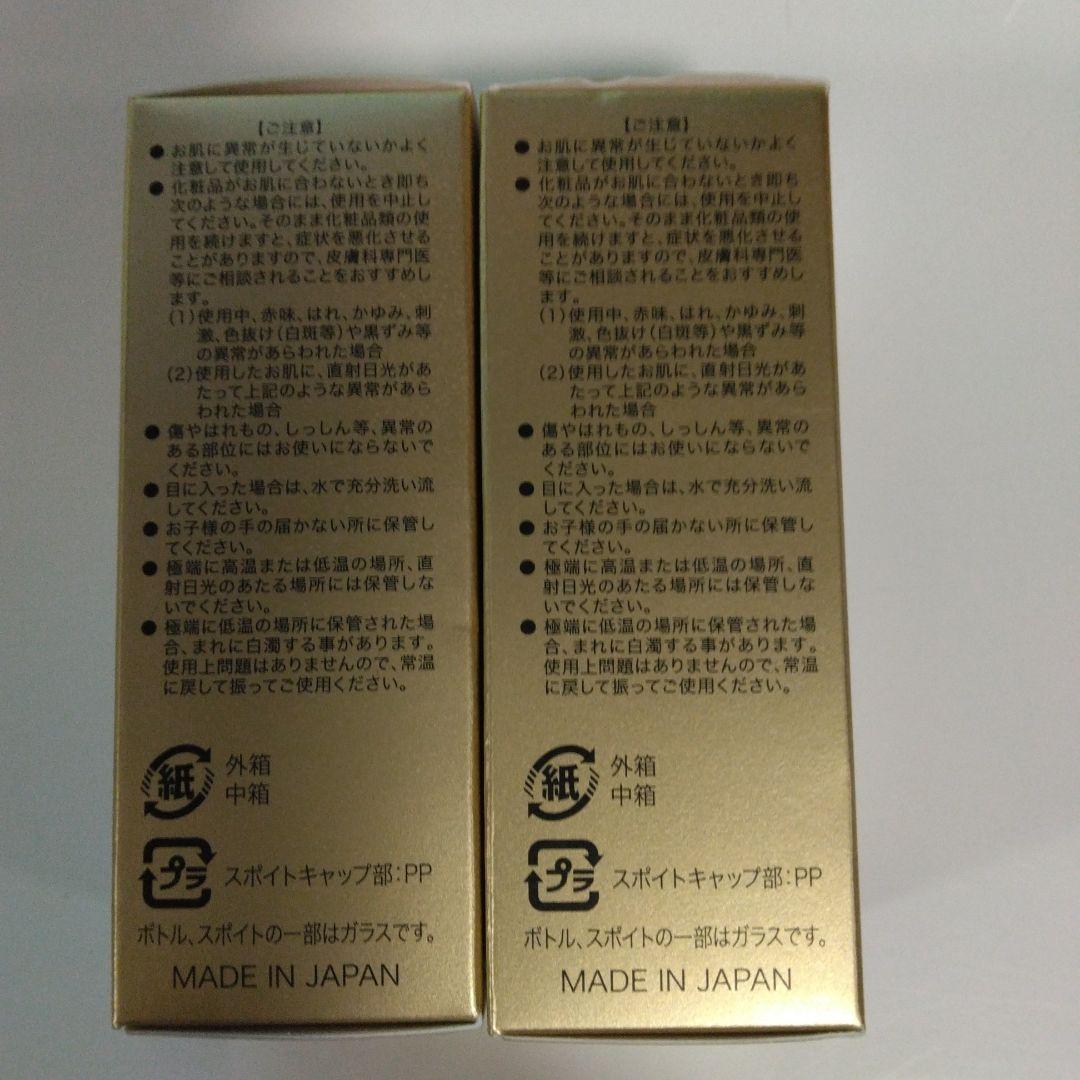 【ご注意】
● お肌に異常が生じていないかよく
注意して使用してください。
● 化粧品がお肌に合わないとき即ち
次のような場合には、使用を中止し
てください。そのまま化粧品類の使
用を続けますと、症状を悪化させる
ことがありますので、皮膚科専門医
等にご相談されることをおすすめし
ます。
(1)使用中、赤味、はれ、かゆみ、刺
激、色抜け(白斑等)や黒ずみ等
の異常があらわれた場合
(2)使用したお肌に、直射日光があ
たって上記のような異常があら
われた場合
● 傷やはれもの、しっしん等、異常の
ある部位にはお使いにならないで
ください。
● 目に入った場合は、水で充分洗い流
してください。
● お子様の手の届かない所に保管し
てください。
● 極端に高温または低温の場所、直
射日光のあたる場所には保管しな
いでください。
● 極端に低温の場所に保管された場
合、まれに白濁する事があります。
使用上問題はありませんので、常温
に戻して振ってご使用ください。
紙 外箱
中箱
プラ スポイトキャップ部:PP
ボトル、スポイトの一部はガラスです。
MADE IN JAPAN
【ご注意】
● お肌に異常が生じていないかよく
注意して使用してください。
● 化粧品がお肌に合わないとき即ち
次のような場合には、使用を中止し
てください。そのまま化粧品類の使
用を続けますと、症状を悪化させる
ことがありますので、皮膚科専門医
等にご相談されることをおすすめし
ます。
(1)使用中、赤味、はれ、かゆみ、刺
激、色抜け(白斑等)や黒ずみ等
の異常があらわれた場合
(2)使用したお肌に、直射日光があ
たって上記のような異常があら
われた場合
● 傷やはれもの、しっしん等、異常の
ある部位にはお使いにならないで
ください。
● 目に入った場合は、水で充分洗い流
してください。
● お子様の手の届かない所に保管し
てください。
● 極端に高温または低温の場所、直
射日光のあたる場所には保管しな
いでください。
● 極端に低温の場所に保管された場
合、まれに白濁する事があります。
使用上問題はありませんので、常温
に戻して振ってご使用ください。
紙 外箱
中箱
プラ スポイトキャップ部:PP
ボトル、スポイトの一部はガラスです。
MADE IN JAPAN